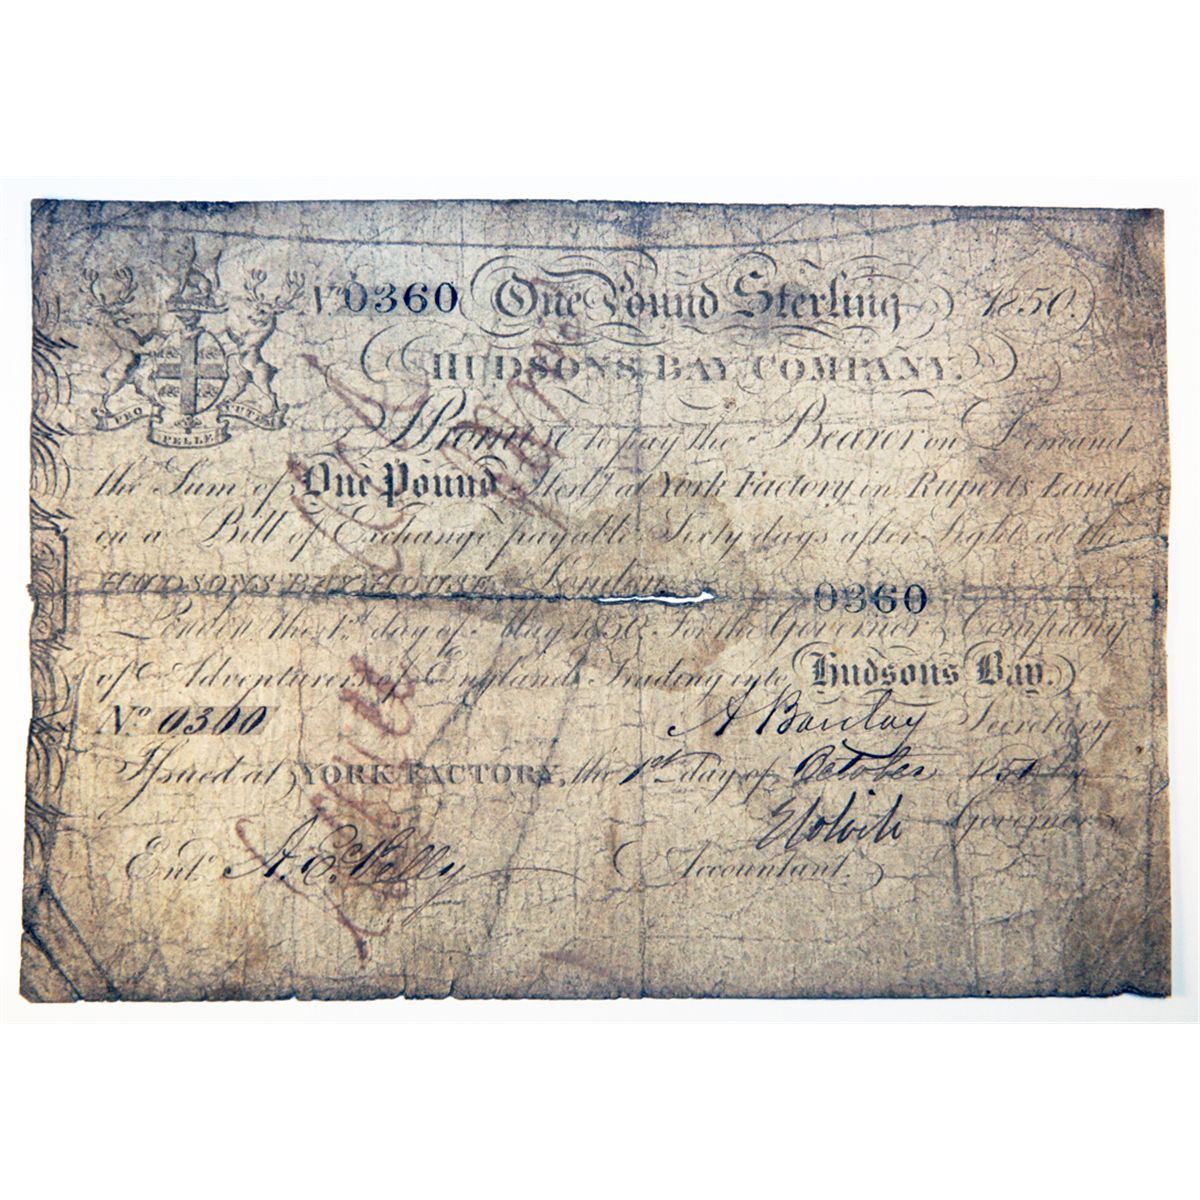 No 0360 One Pound Sterling 1850.
HUDSONS BAY COMPANY.
PRO PELLE CUTEM
I Promise to pay the Bearer on Demand
the Sum of One Pound Sterlg at York Factory in Ruperts Land
on a Bill of Exchange payable Sixty days after Sight at the
HUDSONS BAY HOUSE London
0360
London the 1st day of May 1850 For the Governor & Company
of Adventurers of England Trading into Hudsons Bay.
No 0300
A Barclay Secretary
Issued at YORK FACTORY, the 1st day of October 185 by
Governor
Entd A. E. Pelly Accountant.